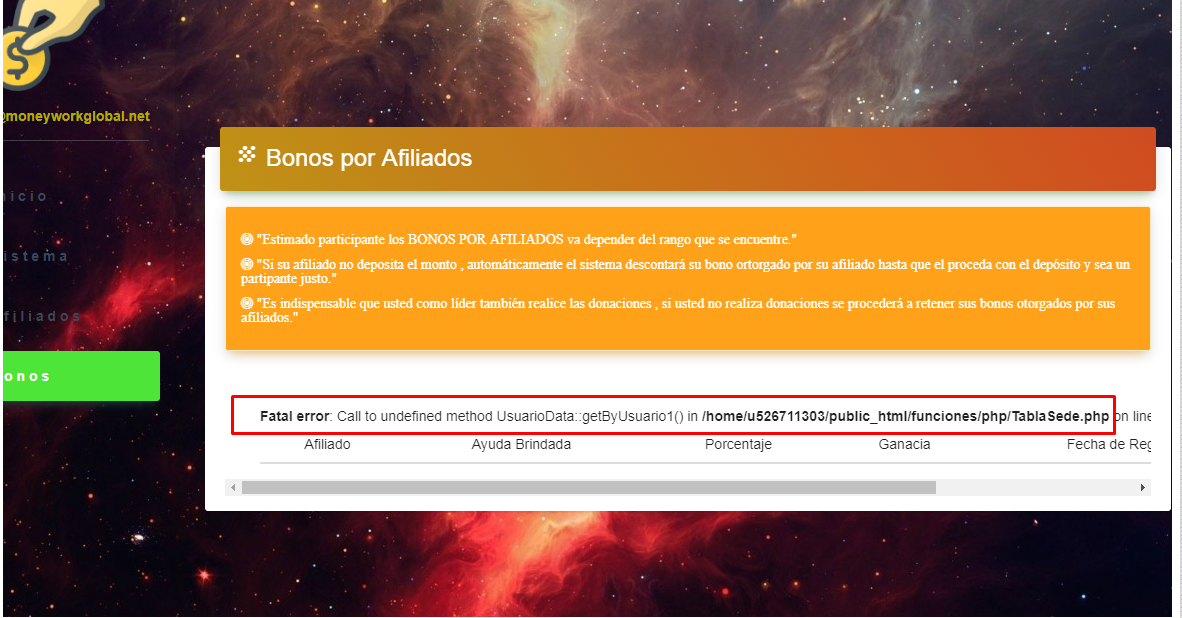 $
@moneyworkglobal.net
nicio
istema
filiados
onos
Bonos por Afiliados
"Estimado participante los BONOS POR AFILIADOS va depender del rango que se encuentre."
"Si su afiliado no deposita el monto , automáticamente el sistema descontará su bono ortorgado por su afiliado hasta que el proceda con el depósito y sea un
partipante justo."
"Es indispensable que usted como líder también realice las donaciones , si usted no realiza donaciones se procederá a retener sus bonos otorgados por sus
afiliados."
Fatal error: Call to undefined method UsuarioData::getByUsuario1() in /home/u526711303/public_html/funciones/php/TablaSede.php on line
Afiliado Ayuda Brindada Porcentaje Ganacia Fecha de Reg